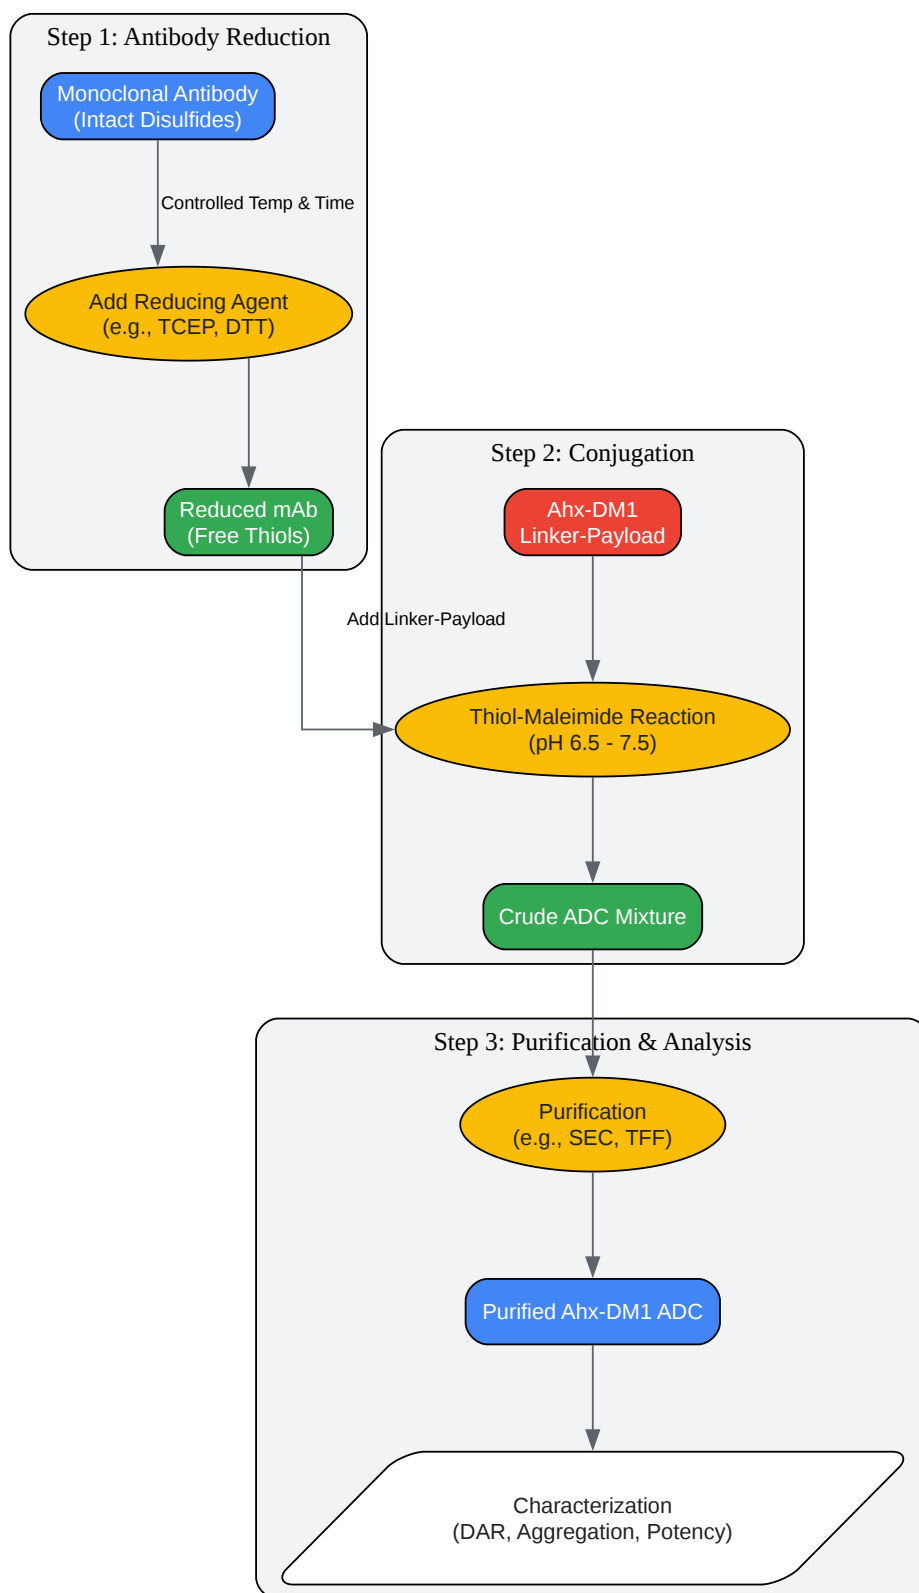 Step 1: Antibody Reduction
Monoclonal Antibody
(Intact Disulfides)
Controlled Temp & Time
Add Reducing Agent
(e.g., TCEP, DTT)
Reduced mAb
(Free Thiols)
Step 2: Conjugation
Ahx-DM1
Linker-Payload
Add Linker-Payload
Thiol-Maleimide Reaction
(pH 6.5 - 7.5)
Crude ADC Mixture
Step 3: Purification & Analysis
Purification
(e.g., SEC, TFF)
Purified Ahx-DM1 ADC
Characterization
(DAR, Aggregation, Potency)